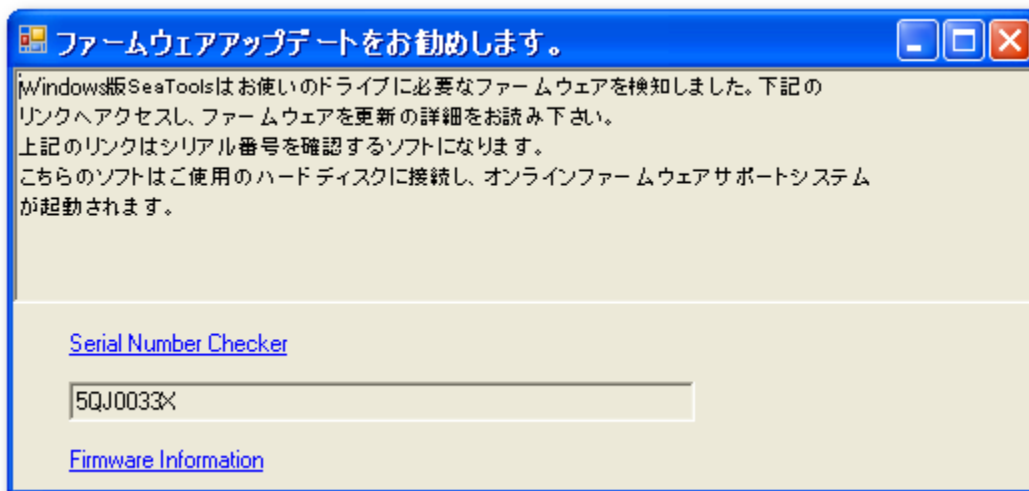 ファームウェアアップデートをお勧めします。
Windows版SeaToolsはお使いのドライブに必要なファームウェアを検知しました。下記の
リンクへアクセスし、ファームウェアを更新の詳細をお読み下さい。
上記のリンクはシリアル番号を確認するソフトになります。
こちらのソフトはご使用のハードディスクに接続し、オンラインファームウェアサポートシステム
が起動されます。
Serial Number Checker
5QJ0033X
Firmware Information